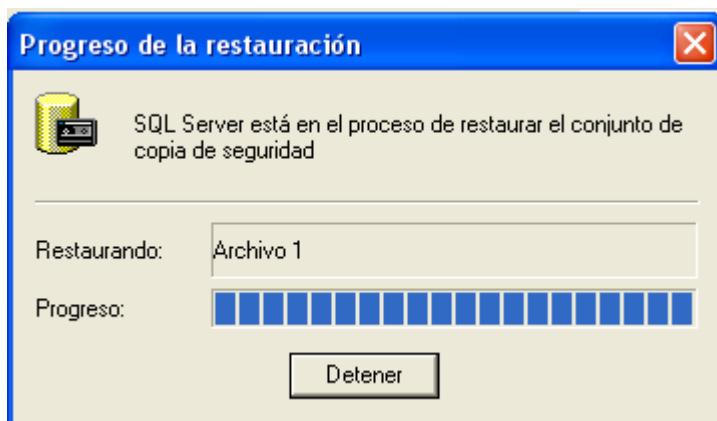 Progreso de la restauración
SQL Server está en el proceso de restaurar el conjunto de
copia de seguridad
Restaurando: Archivo 1
Progreso:
Detener